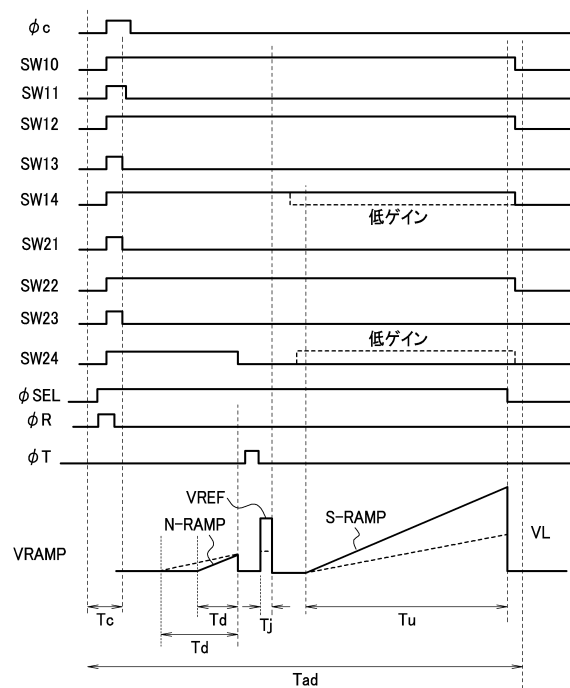 φc
SW10
SW11
SW12
SW13
SW14
低ゲイン
SW21
SW22
SW23
低ゲイン
SW24
φSEL
φR
φT
VREF
N-RAMP
S-RAMP
VL
VRAMP
Tc
Td
Tj
Tu
Td
Tad